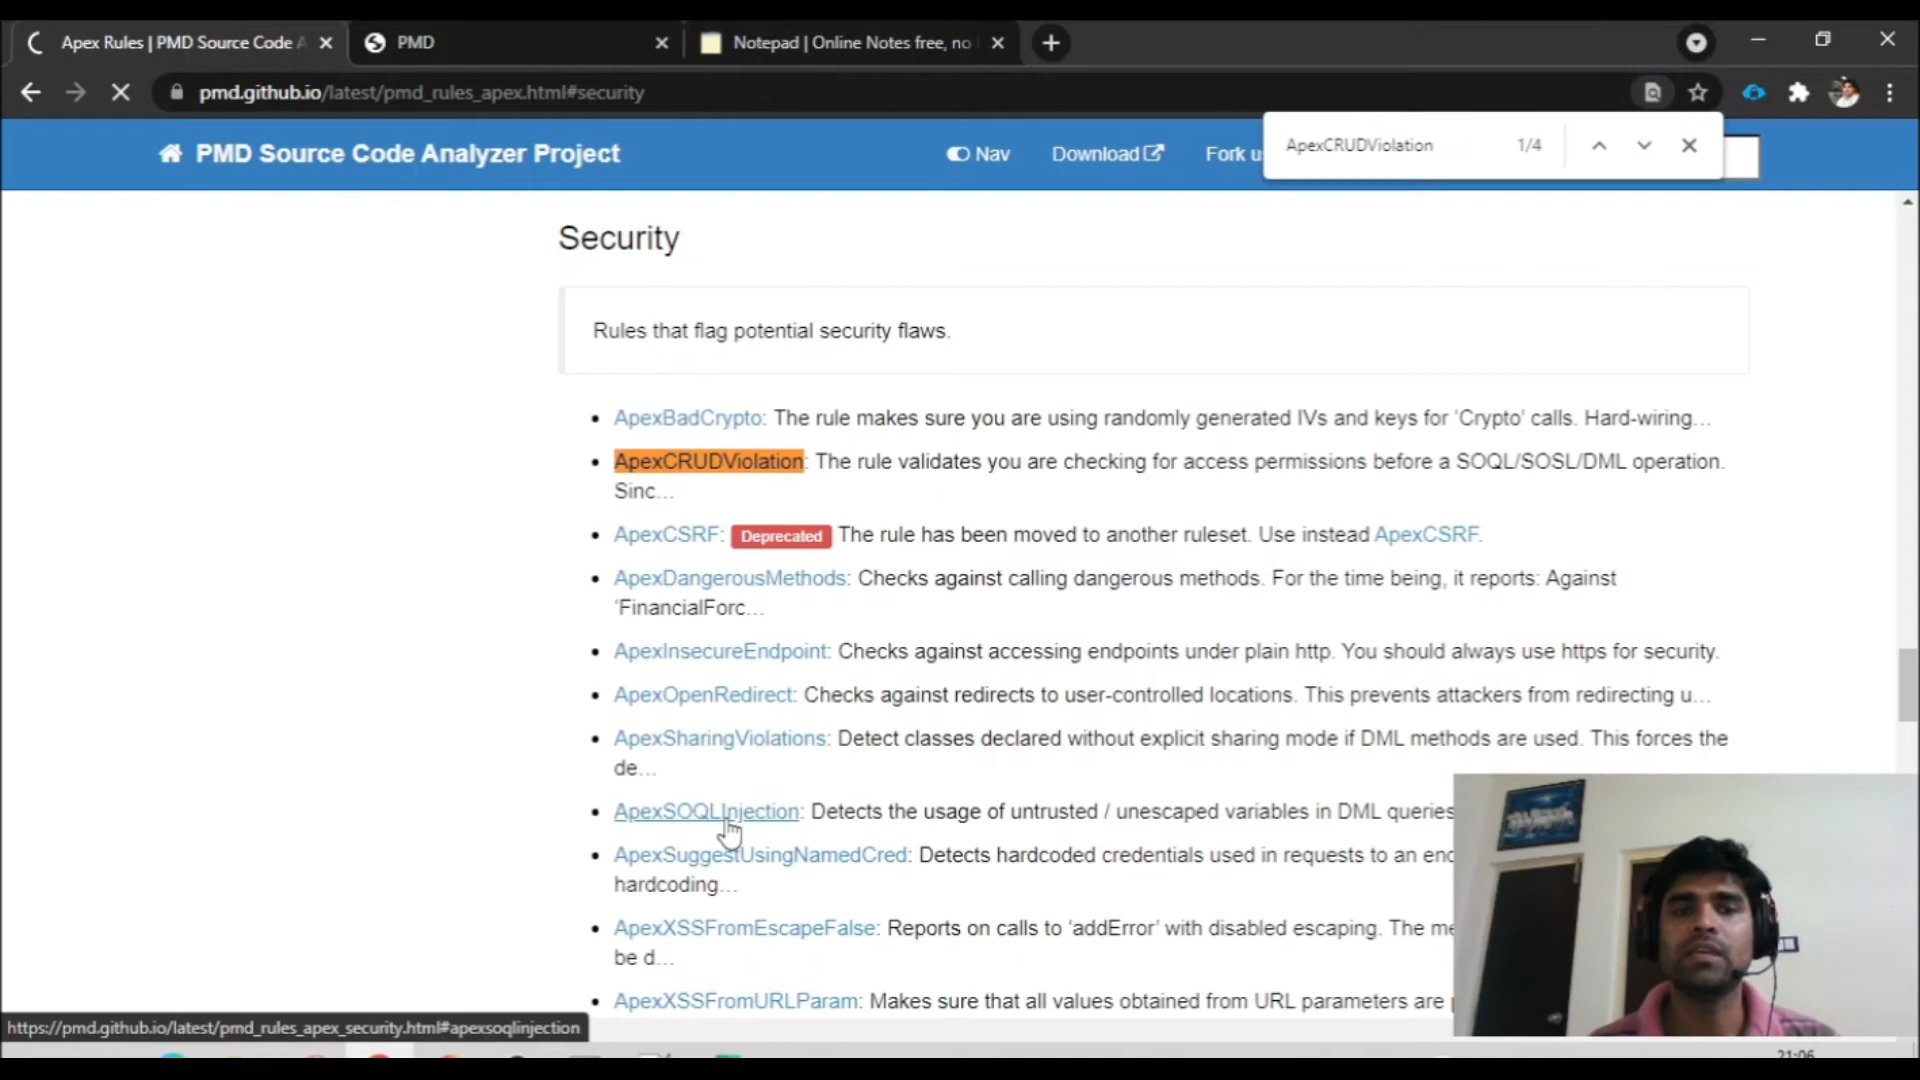 Apex Rules | PMD Source Code A
PMD
Notepad | Online Notes free, no
pmd.github.io/latest/pmd_rules_apex.html#security
ApexCRUDViolation 1/4
PMD Source Code Analyzer Project
Nav
Download
Fork us
Security
Rules that flag potential security flaws.
ApexBadCrypto: The rule makes sure you are using randomly generated IVs and keys for ‘Crypto’ calls. Hard-wiring…
ApexCRUDViolation: The rule validates you are checking for access permissions before a SOQL/SOSL/DML operation.
Sinc…
ApexCSRF: Deprecated The rule has been moved to another ruleset. Use instead ApexCSRF.
ApexDangerousMethods: Checks against calling dangerous methods. For the time being, it reports: Against
‘FinancialForc…
ApexInsecureEndpoint: Checks against accessing endpoints under plain http. You should always use https for security.
ApexOpenRedirect: Checks against redirects to user-controlled locations. This prevents attackers from redirecting u…
ApexSharingViolations: Detect classes declared without explicit sharing mode if DML methods are used. This forces the
de…
ApexSOQLInjection: Detects the usage of untrusted / unescaped variables in DML queries
ApexSuggestUsingNamedCred: Detects hardcoded credentials used in requests to an
hardcoding…
ApexXSSFromEscapeFalse: Reports on calls to ‘addError’ with disabled escaping. The
be d…
ApexXSSFromURLParam: Makes sure that all values obtained from URL parameters are
https://pmd.github.io/latest/pmd_rules_apex_security.html#apexsoqlinjection
21:06